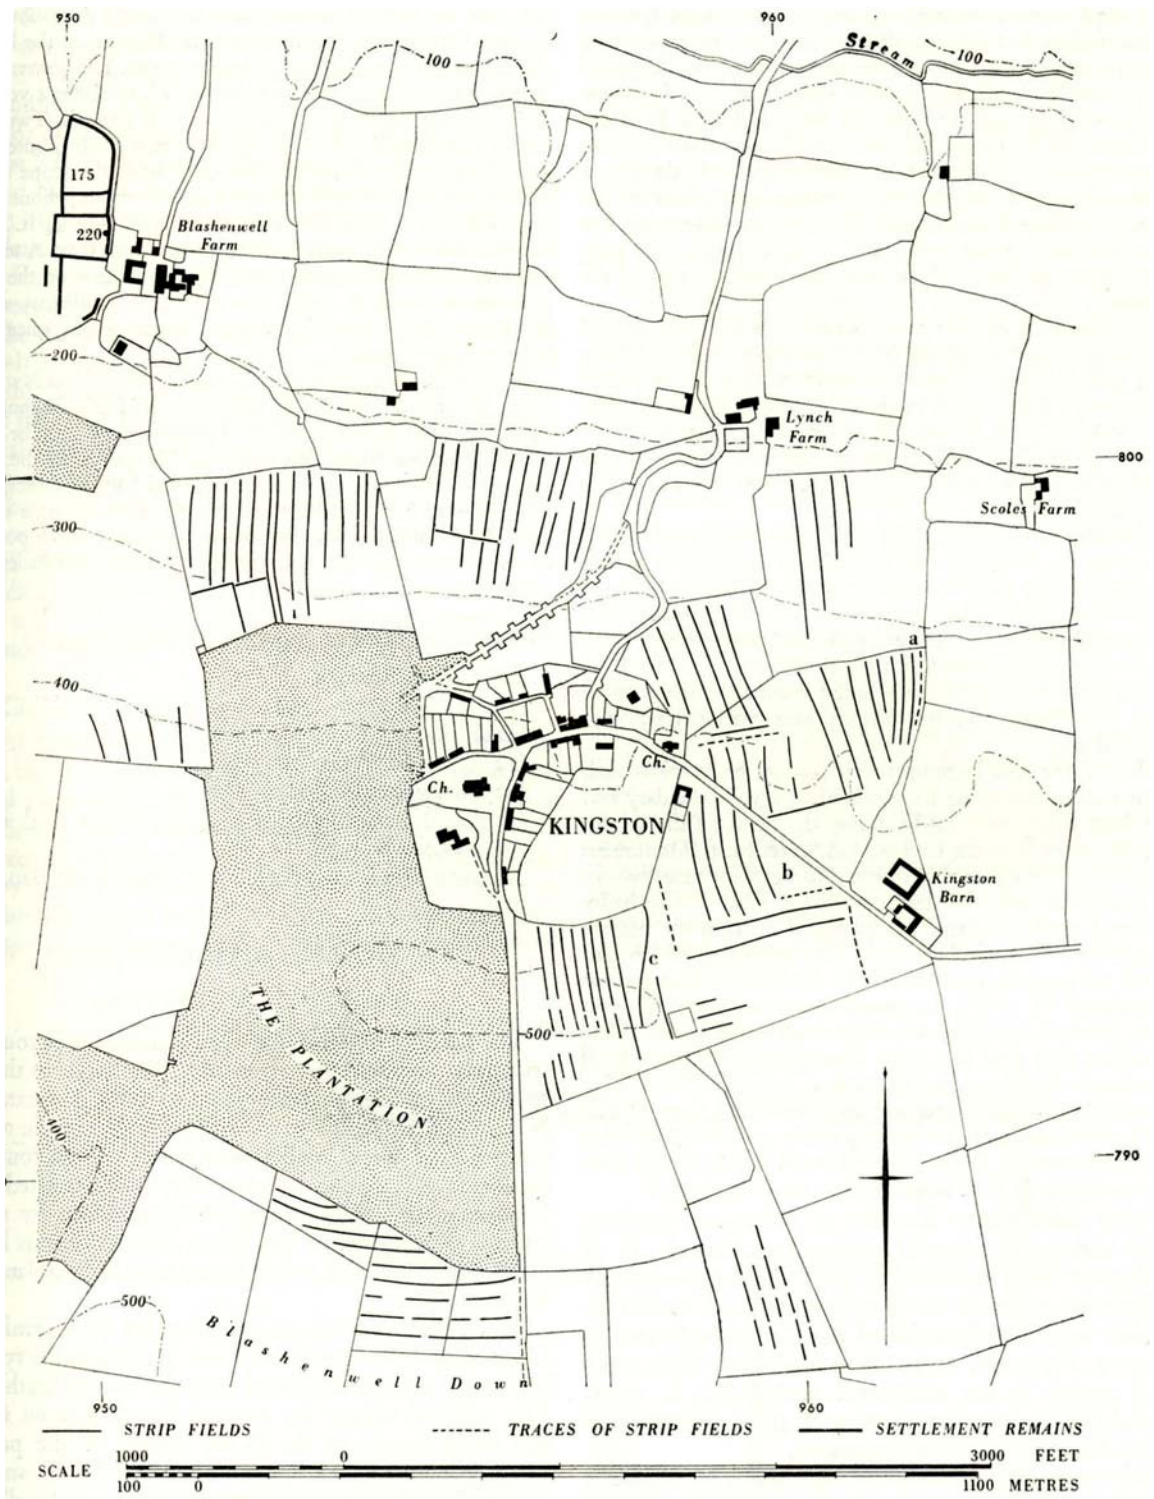 950
960
Stream
100
100
175
220
Blashenwell
Farm
200
Lynch
Farm
800
Scoles Farm
300
a
400
Ch.
Ch.
KINGSTON
b
Kingston
Barn
c
THE PLANTATION
500
400
790
500
Blashenwell Down
950
960
STRIP FIELDS
TRACES OF STRIP FIELDS
SETTLEMENT REMAINS
SCALE
1000 0 3000 FEET
100 0 1100 METRES